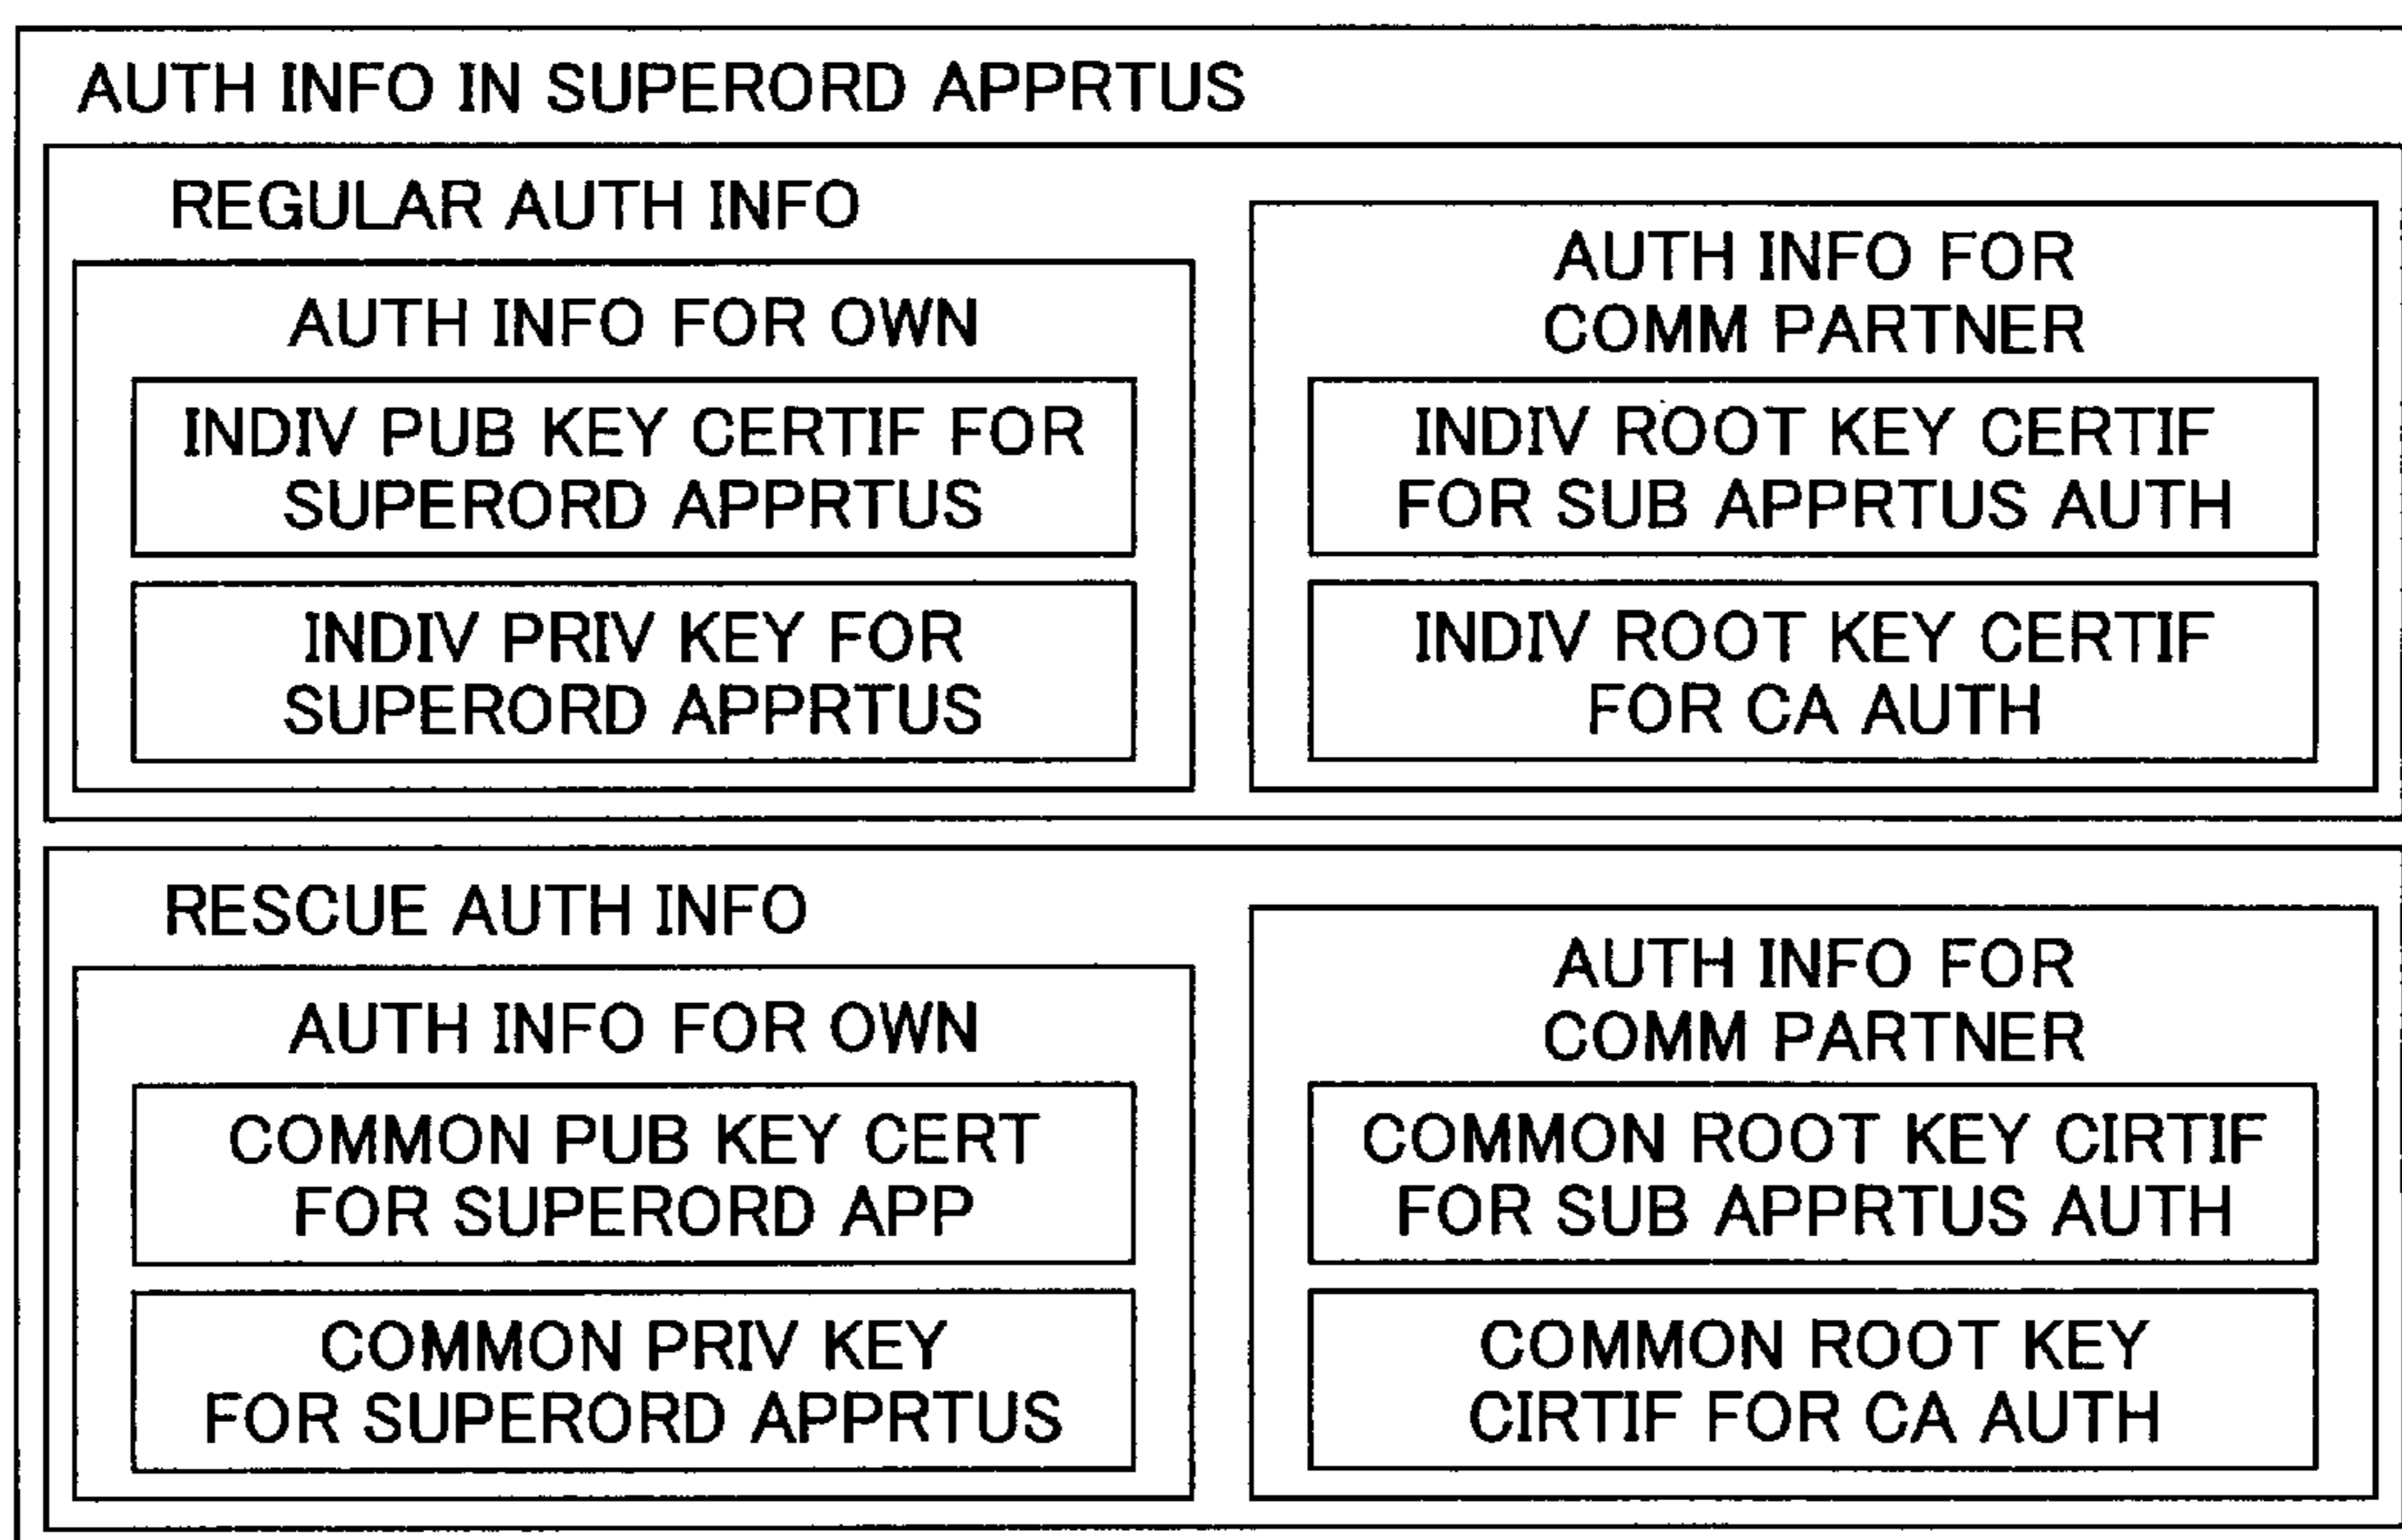 AUTH INFO IN SUPERORD APPRTUS
REGULAR AUTH INFO
AUTH INFO FOR OWN
INDIV PUB KEY CERTIF FOR
SUPERORD APPRTUS
INDIV PRIV KEY FOR
SUPERORD APPRTUS
AUTH INFO FOR
COMM PARTNER
INDIV ROOT KEY CERTIF
FOR SUB APPRTUS AUTH
INDIV ROOT KEY CERTIF
FOR CA AUTH
RESCUE AUTH INFO
AUTH INFO FOR OWN
COMMON PUB KEY CERT
FOR SUPERORD APP
COMMON PRIV KEY
FOR SUPERORD APPRTUS
AUTH INFO FOR
COMM PARTNER
COMMON ROOT KEY CIRTIF
FOR SUB APPRTUS AUTH
COMMON ROOT KEY
CIRTIF FOR CA AUTH